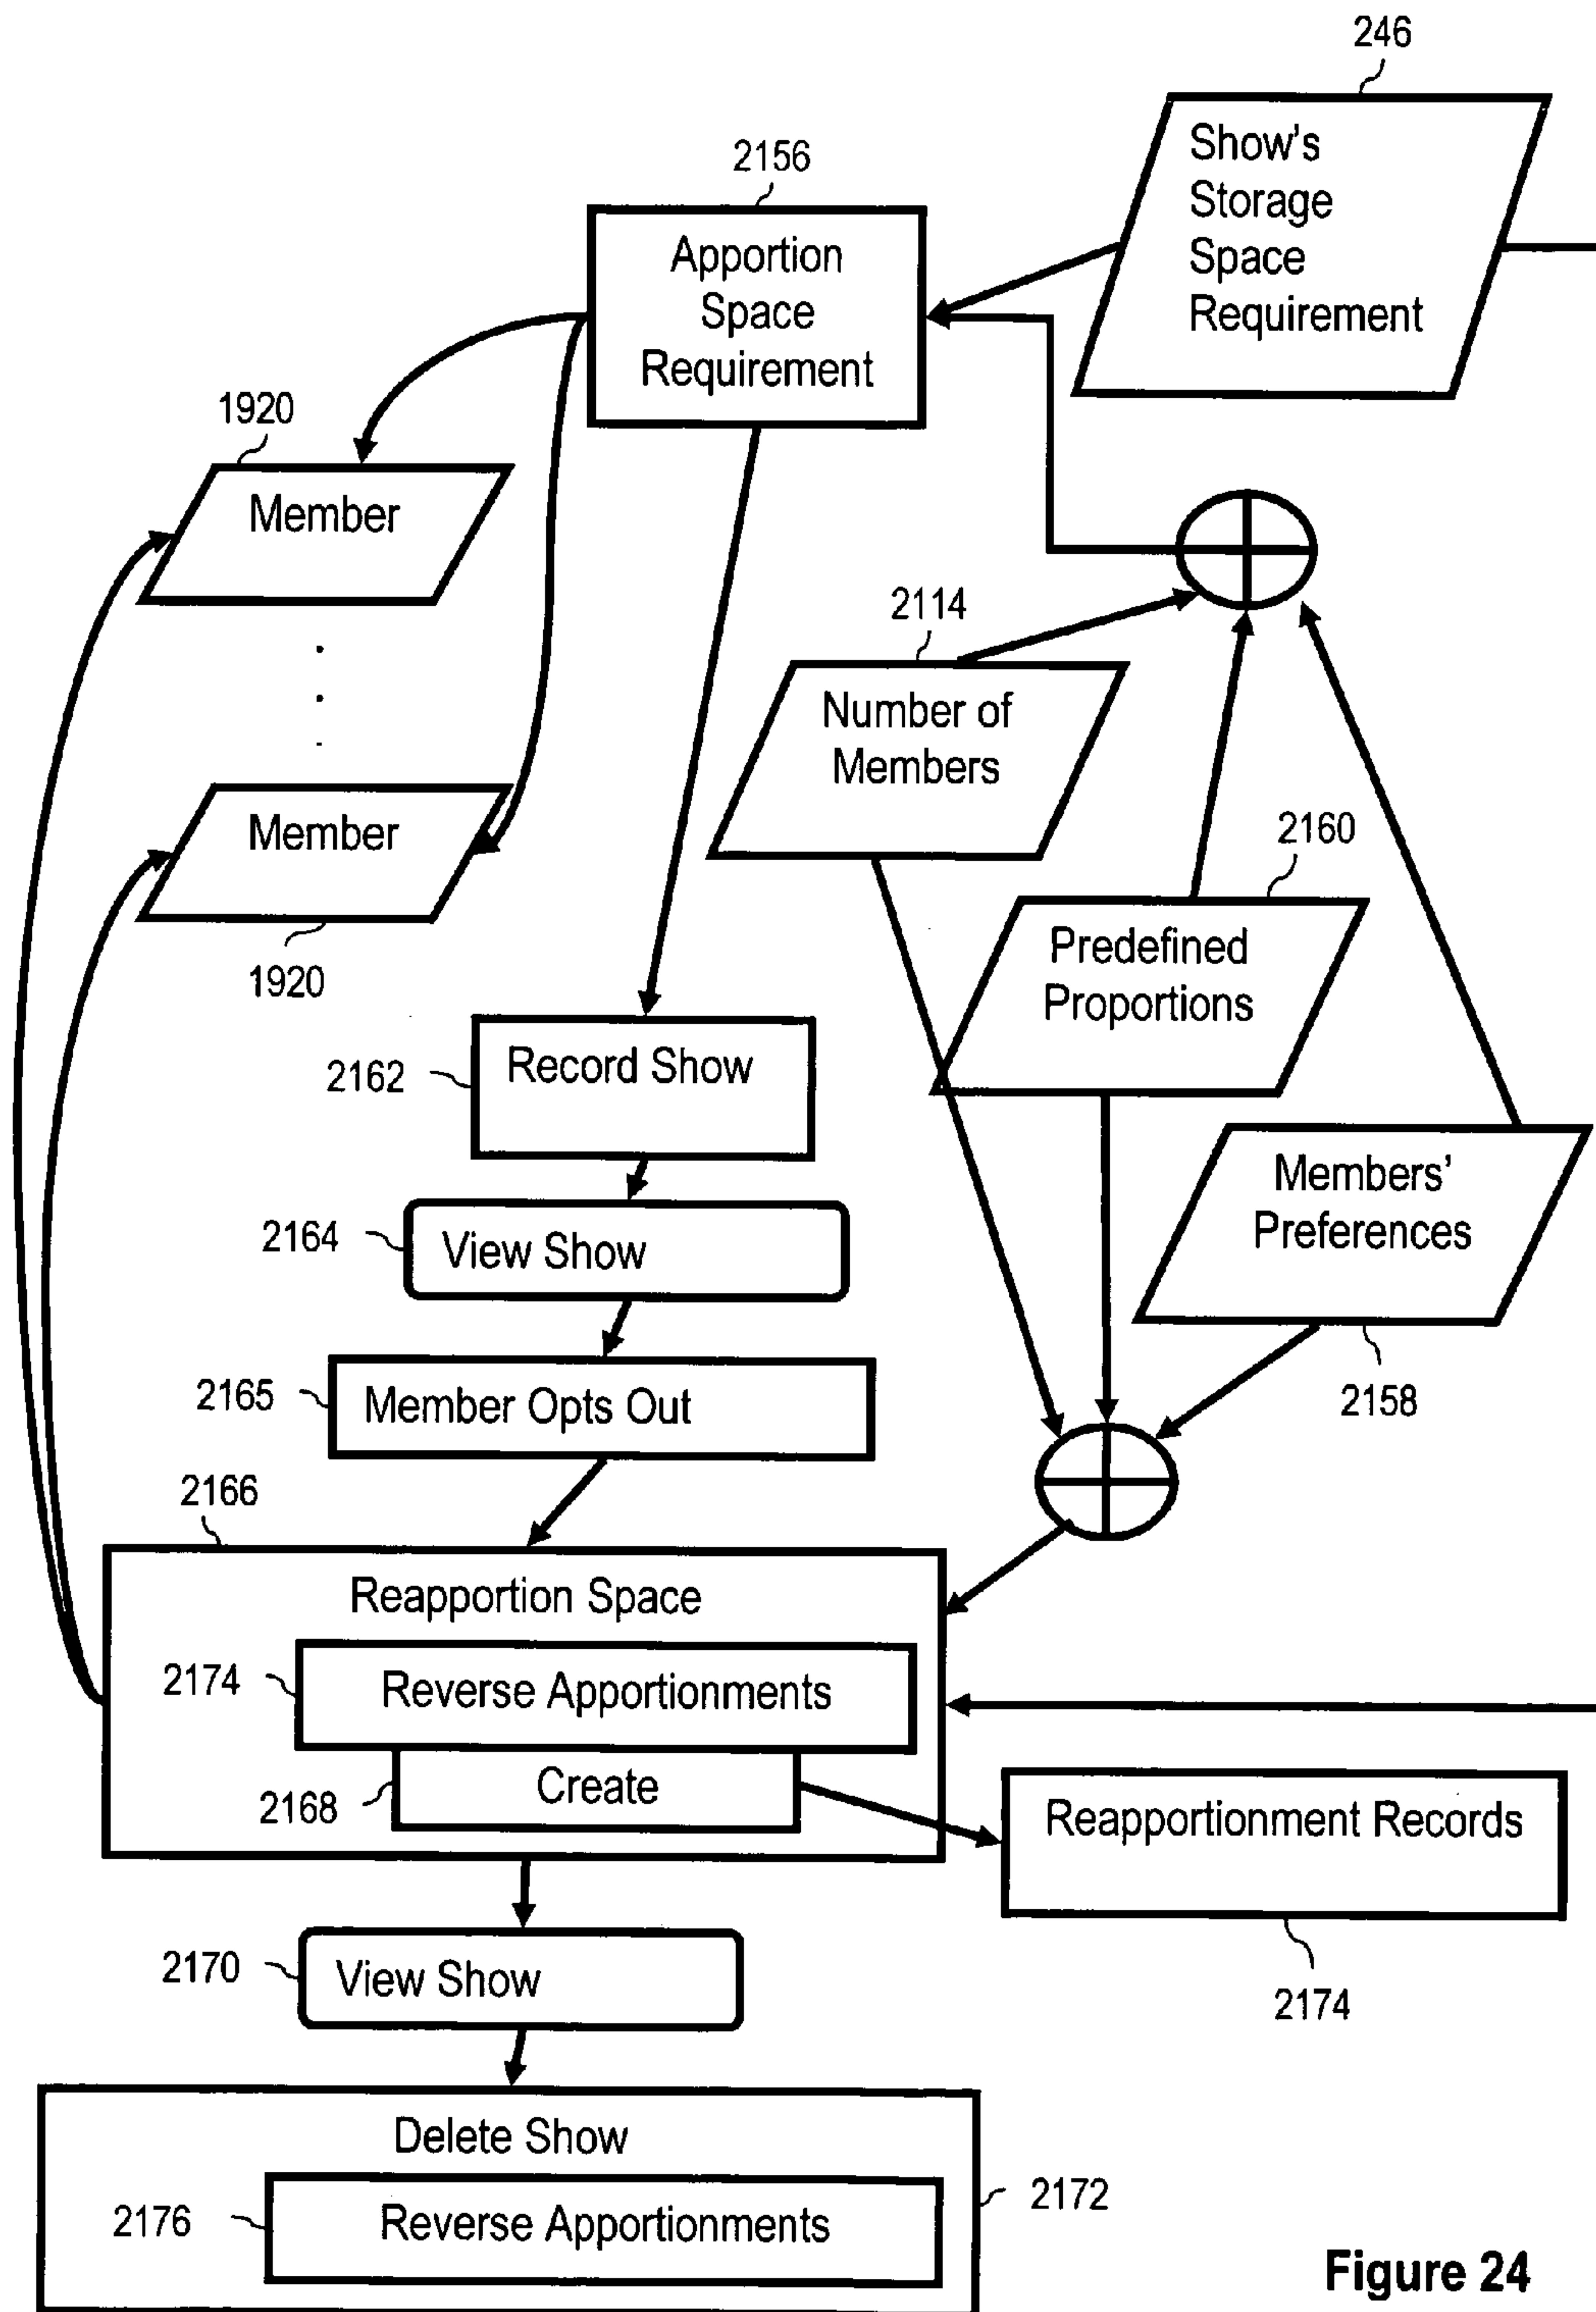 246
Show's
Storage
Space
Requirement
2156
Apportion
Space
Requirement
1920
Member
.
.
.
Member
1920
2114
Number of
Members
2160
Predefined
Proportions
Members'
Preferences
2158
2162
Record Show
2164
View Show
2165
Member Opts Out
2166
Reapportion Space
2174
Reverse Apportionments
2168
Create
Reapportionment Records
2174
2170
View Show
Delete Show
2172
2176
Reverse Apportionments
Figure 24